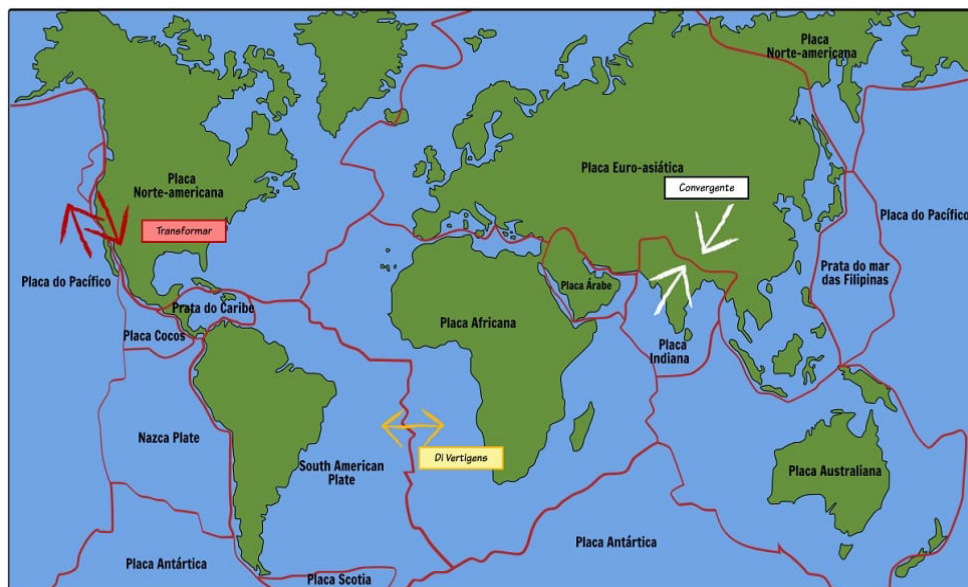 Placa
Norte-americana
Placa
Norte-americana
Placa Euro-asiática
Convergente
Transformar
Placa do Pacífico
Placa do Pacífico
Prata do mar
das Filipinas
Placa Árabe
Prata do Caribe
Placa Africana
Placa Cocos
Placa
Indiana
Nazca Plate
Di Vertigens
South American
Plate
Placa Australiana
Placa Antártica
Placa Antártica
Placa Scotia